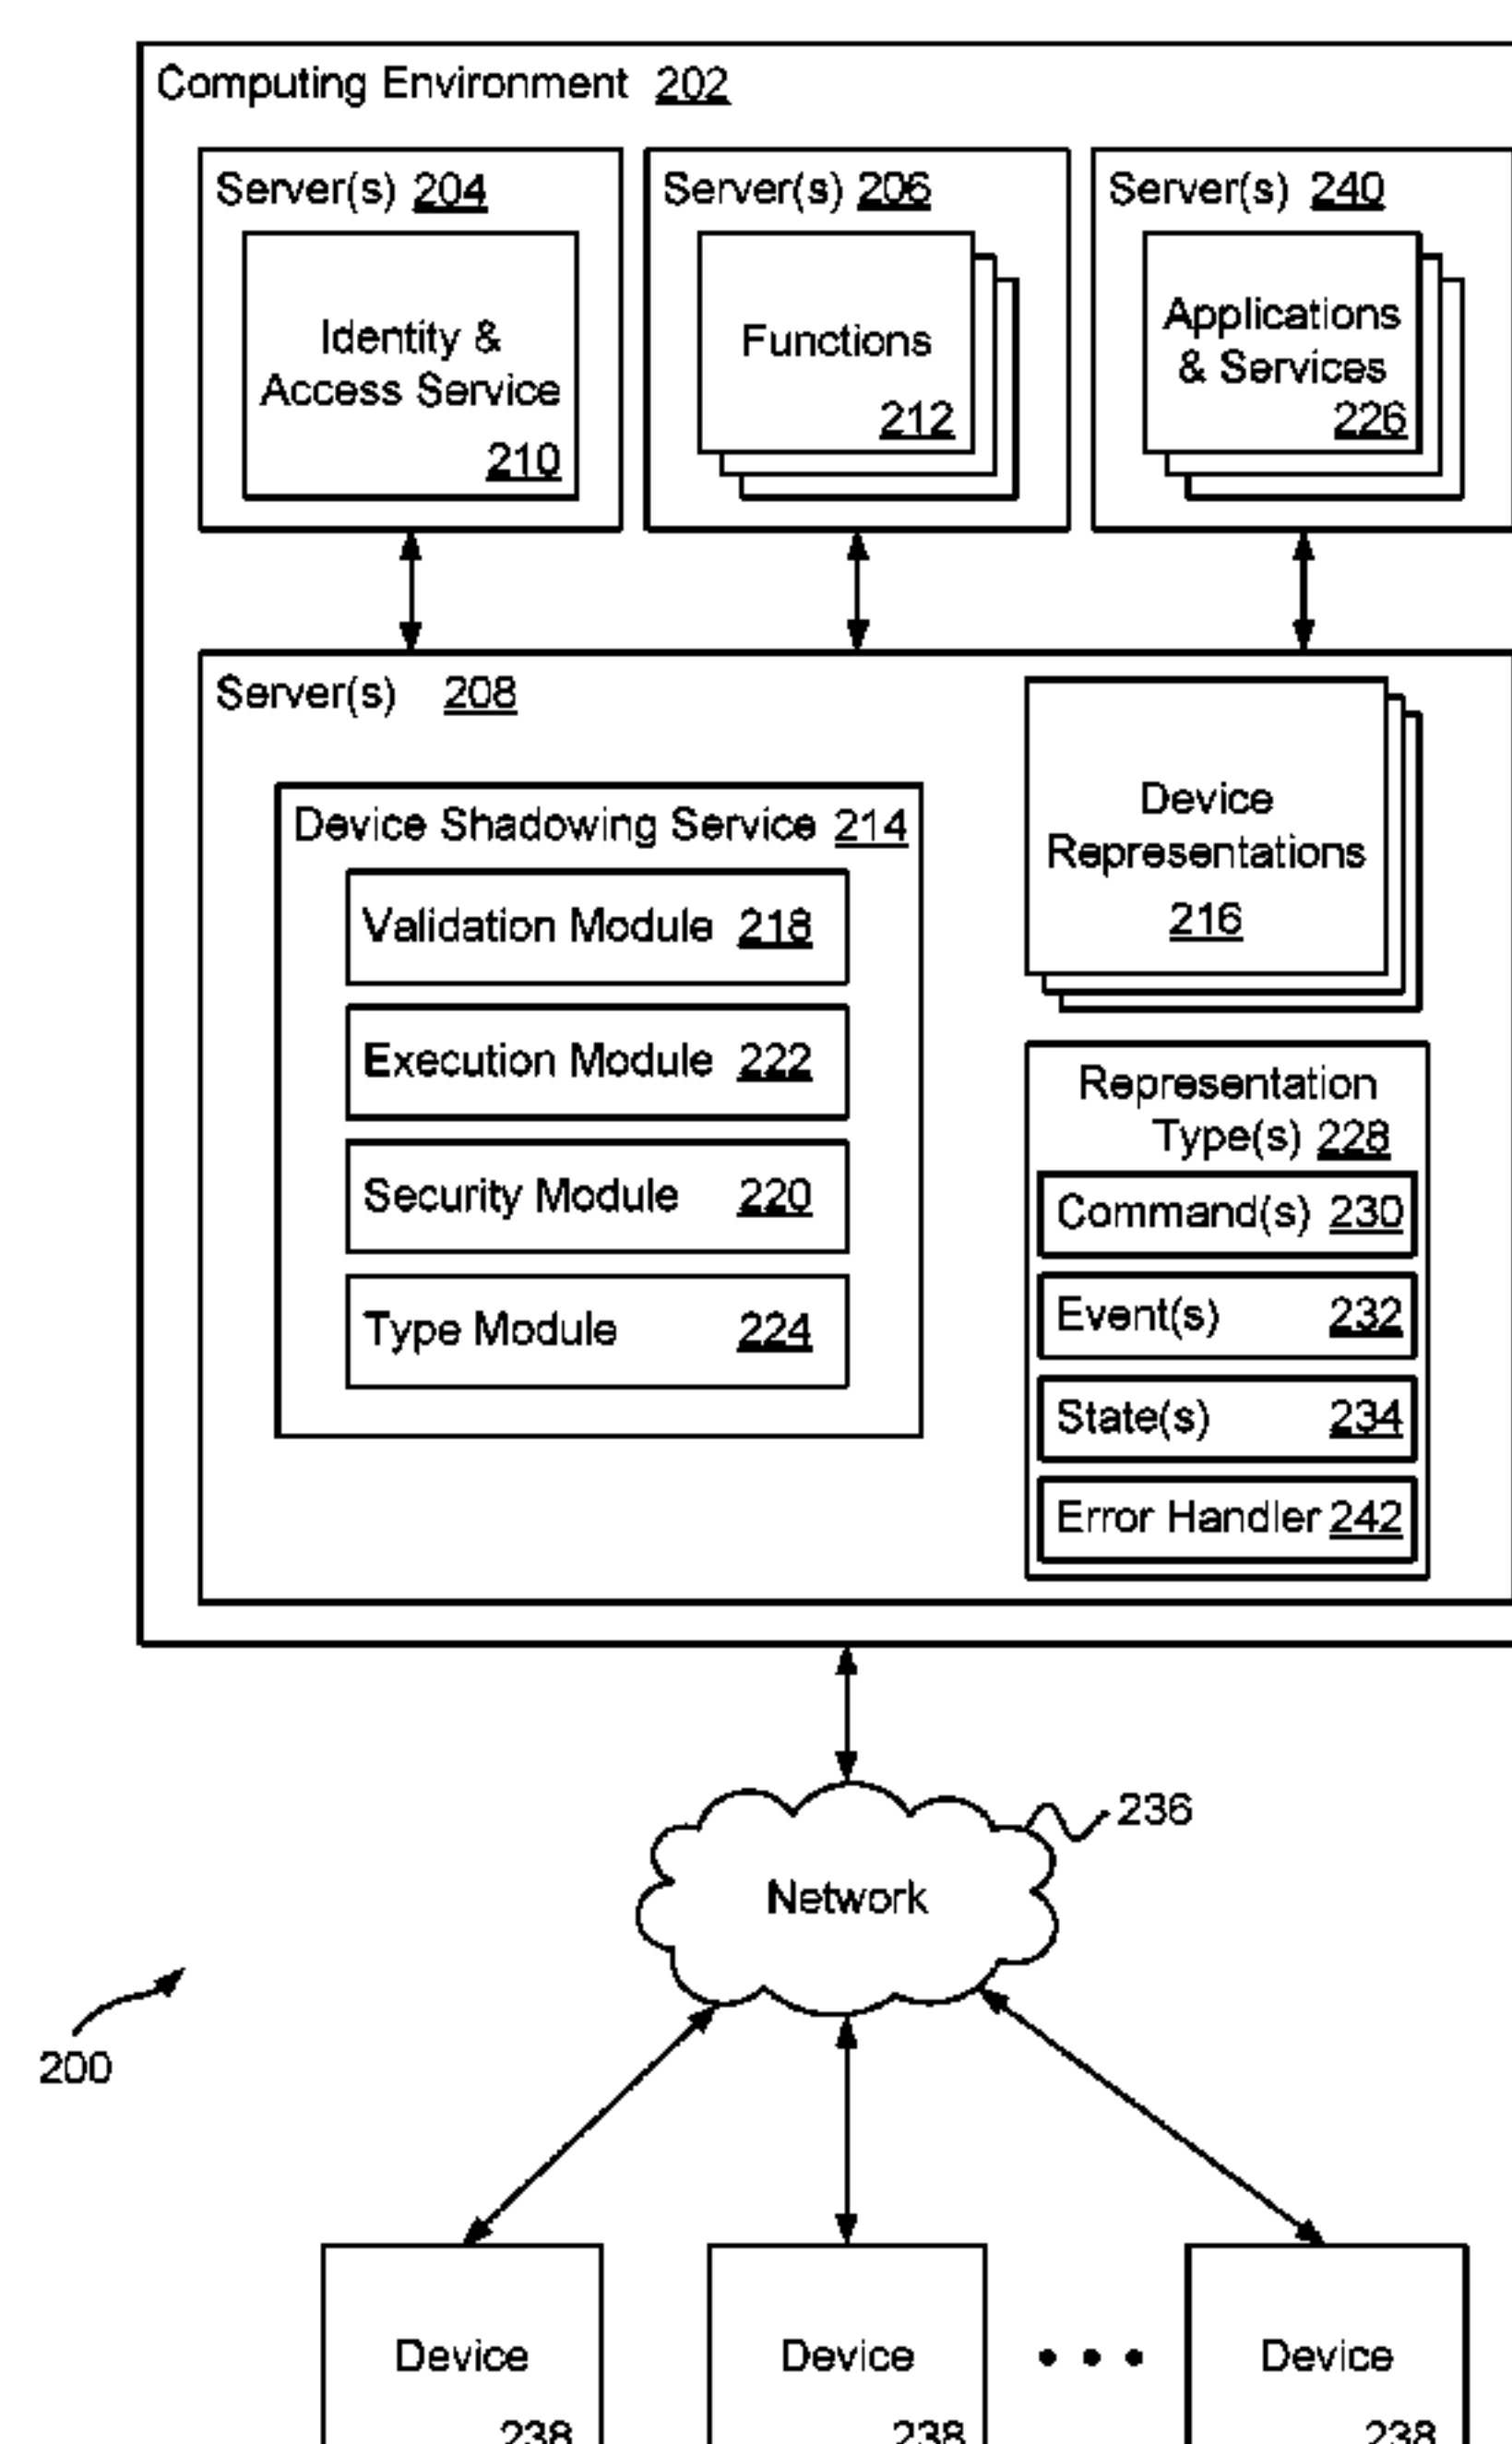 Computing Environment 202
Server(s) 204
Identity &
Access Service
210
Server(s) 206
Functions
212
Server(s) 240
Applications
& Services
226
Server(s) 208
Device Shadowing Service 214
Validation Module 218
Execution Module 222
Security Module 220
Type Module 224
Device
Representations
216
Representation
Type(s) 228
Command(s) 230
Event(s) 232
State(s) 234
Error Handler 242
236
Network
200
Device
238
Device
238
Device
238